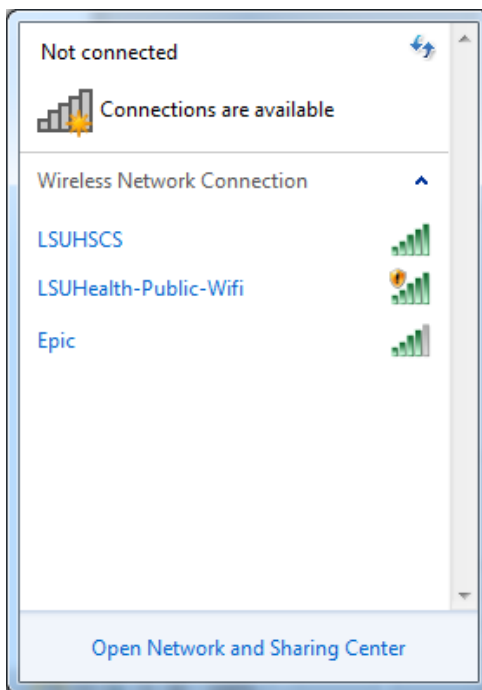 Not connected
Connections are available
Wireless Network Connection
LSUHSCS
LSUHealth-Public-Wifi
Epic
Open Network and Sharing Center